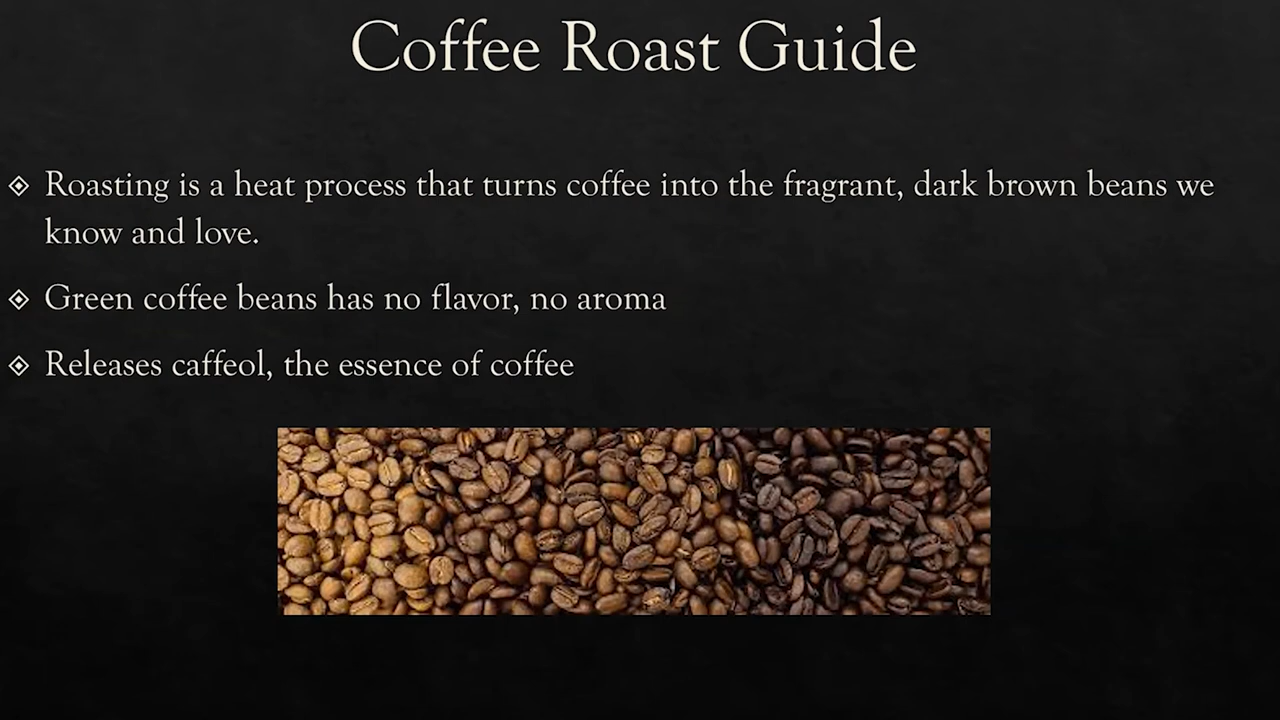 Coffee Roast Guide
Roasting is a heat process that turns coffee into the fragrant, dark brown beans we
know and love.
Green coffee beans has no flavor, no aroma
Releases caffeol, the essence of coffee